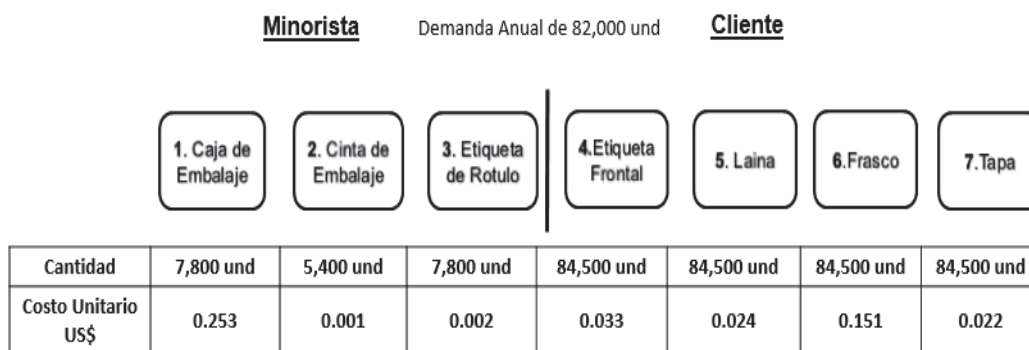 Minorista Demanda Anual de 82,000 und Cliente
1. Caja de Embalaje
2. Cinta de Embalaje
3. Etiqueta de Rotulo
4.Etiqueta Frontal
5. Laina
6.Frasco
7.Tapa
Cantidad 7,800 und 5,400 und 7,800 und 84,500 und 84,500 und 84,500 und 84,500 und
Costo Unitario US$ 0.253 0.001 0.002 0.033 0.024 0.151 0.022